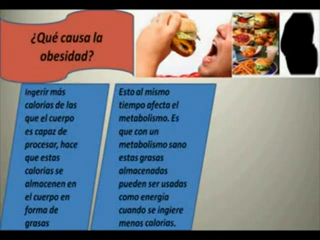 ¿Qué causa la
obesidad?
Ingerir más
calorías de las
que el cuerpo
es capaz de
procesar, hace
que estas
calorías se
almacenen en
el cuerpo en
forma de
grasas
Esto al mismo
tiempo afecta el
metabolismo. Es
que con un
metabolismo sano
estas grasas
almacenadas
pueden ser usadas
como energía
cuando se ingiere
menos calorías.